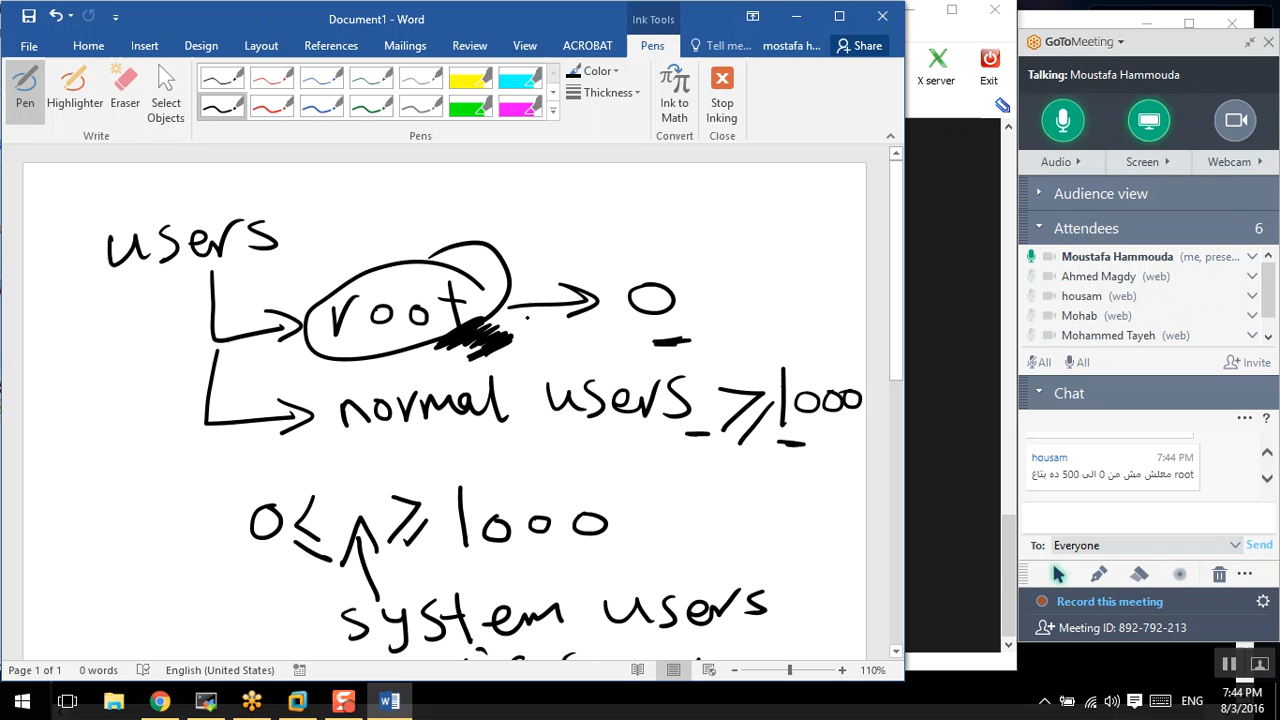 Document1 - Word
Ink Tools
File Home Insert Design Layout References Mailings Review View ACROBAT Pens Tell me... mostafa h... Share
Pen Highlighter Eraser Select Objects
Color
Thickness
Ink to Math
Stop Inking
Write Pens Convert Close
users
root → 0
normal users ≥ 1000
0 ≤ ≥ 1000
system users
Page 1 of 1 0 words English (United States) 110%
X server Exit
GoToMeeting
Talking: Moustafa Hammouda
Audio Screen Webcam
Audience view
Attendees 6
Moustafa Hammouda (me, prese...
Ahmed Magdy (web)
housam (web)
Mohab (web)
Mohammed Tayeh (web)
All All Invite
Chat
housam 7:44 PM
معلش مش من 0 الى 500 ده بتاع root
To: Everyone Send
Record this meeting
Meeting ID: 892-792-213
ENG
7:44 PM
8/3/2016